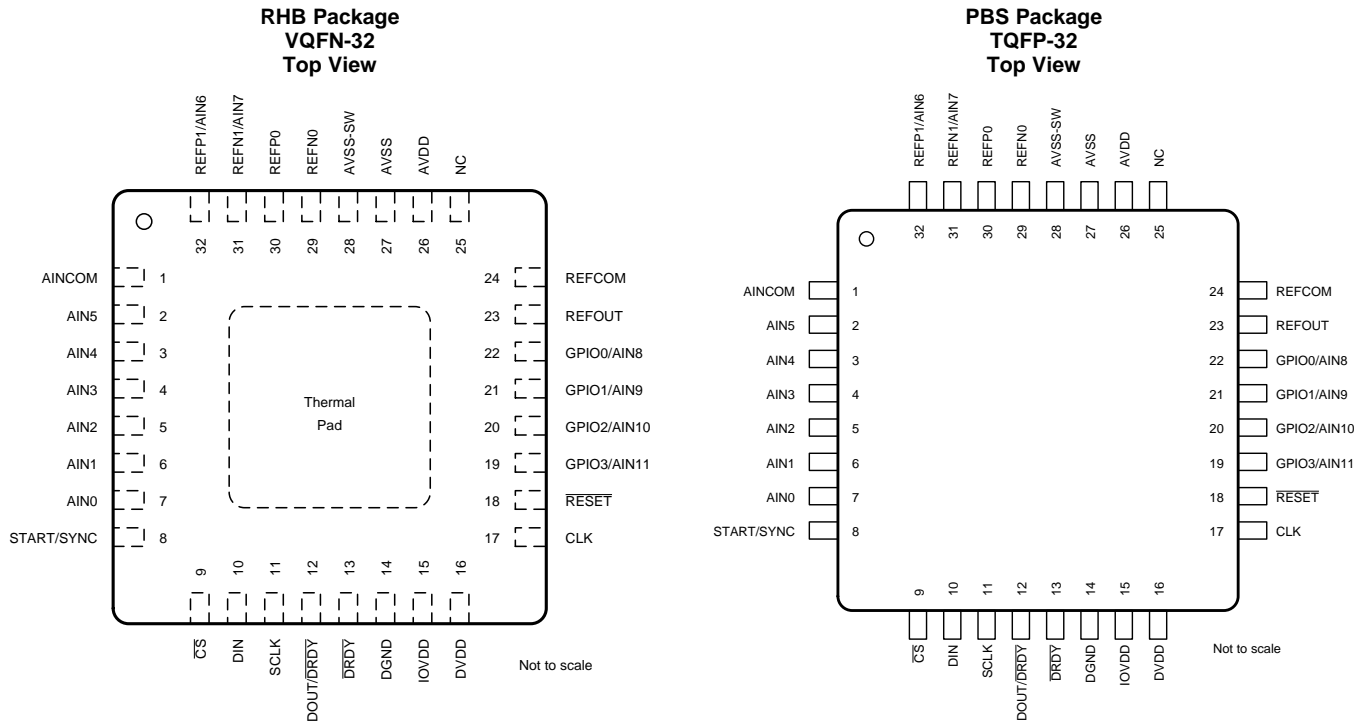 RHB Package
VQFN-32
Top View
REFP1/AIN6
REFN1/AIN7
REFP0
REFN0
AVSS-SW
AVSS
AVDD
NC
32
31
30
29
28
27
26
25
AINCOM 1
AIN5 2
AIN4 3
AIN3 4
AIN2 5
AIN1 6
AIN0 7
START/SYNC 8
Thermal
Pad
24 REFCOM
23 REFOUT
22 GPIO0/AIN8
21 GPIO1/AIN9
20 GPIO2/AIN10
19 GPIO3/AIN11
18 RESET
17 CLK
9
10
11
12
13
14
15
16
CS
DIN
SCLK
DOUT/DRDY
DRDY
DGND
IOVDD
DVDD
Not to scale
PBS Package
TQFP-32
Top View
REFP1/AIN6
REFN1/AIN7
REFP0
REFN0
AVSS-SW
AVSS
AVDD
NC
32
31
30
29
28
27
26
25
AINCOM 1
AIN5 2
AIN4 3
AIN3 4
AIN2 5
AIN1 6
AIN0 7
START/SYNC 8
24 REFCOM
23 REFOUT
22 GPIO0/AIN8
21 GPIO1/AIN9
20 GPIO2/AIN10
19 GPIO3/AIN11
18 RESET
17 CLK
9
10
11
12
13
14
15
16
CS
DIN
SCLK
DOUT/DRDY
DRDY
DGND
IOVDD
DVDD
Not to scale